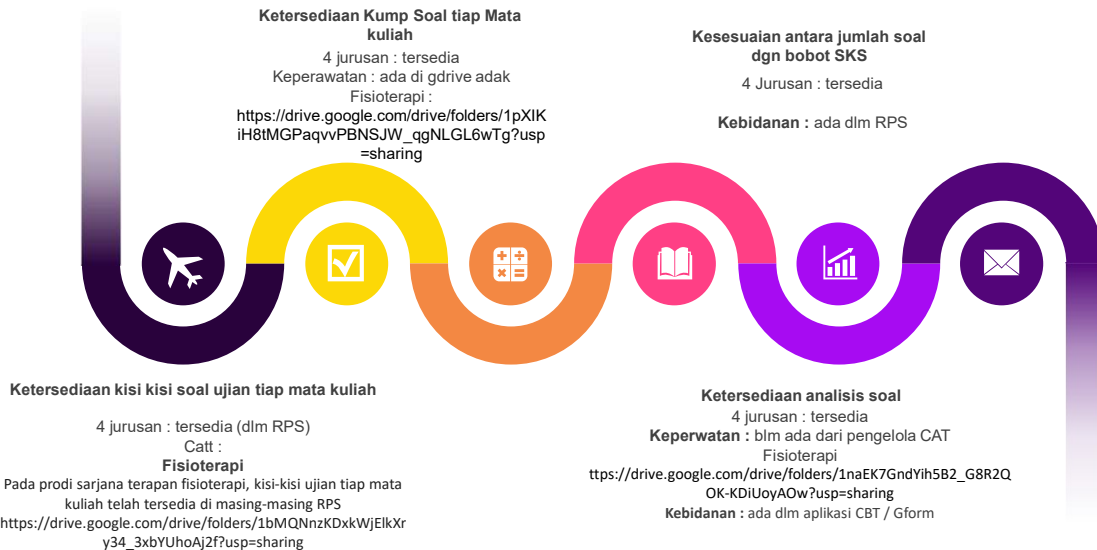 Ketersediaan Kump Soal tiap Mata
kuliah
4 jurusan : tersedia
Keperawatan : ada di gdrive adak
Fisioterapi :
https://drive.google.com/drive/folders/1pXIK
iH8tMGPaqvvPBNSJW_qgNLGL6wTg?usp
=sharing
Kesesuaian antara jumlah soal
dgn bobot SKS
4 Jurusan : tersedia
Kebidanan : ada dlm RPS
Ketersediaan kisi kisi soal ujian tiap mata kuliah
4 jurusan : tersedia (dlm RPS)
Catt :
Fisioterapi
Pada prodi sarjana terapan fisioterapi, kisi-kisi ujian tiap mata
kuliah telah tersedia di masing-masing RPS
https://drive.google.com/drive/folders/1bMQNnzKDxkWjElkXr
y34_3xbYUhoAj2f?usp=sharing
Ketersediaan analisis soal
4 jurusan : tersedia
Keperwatan : blm ada dari pengelola CAT
Fisioterapi
ttps://drive.google.com/drive/folders/1naEK7GndYih5B2_G8R2Q
OK-KDiUoyAOw?usp=sharing
Kebidanan : ada dlm aplikasi CBT / Gform